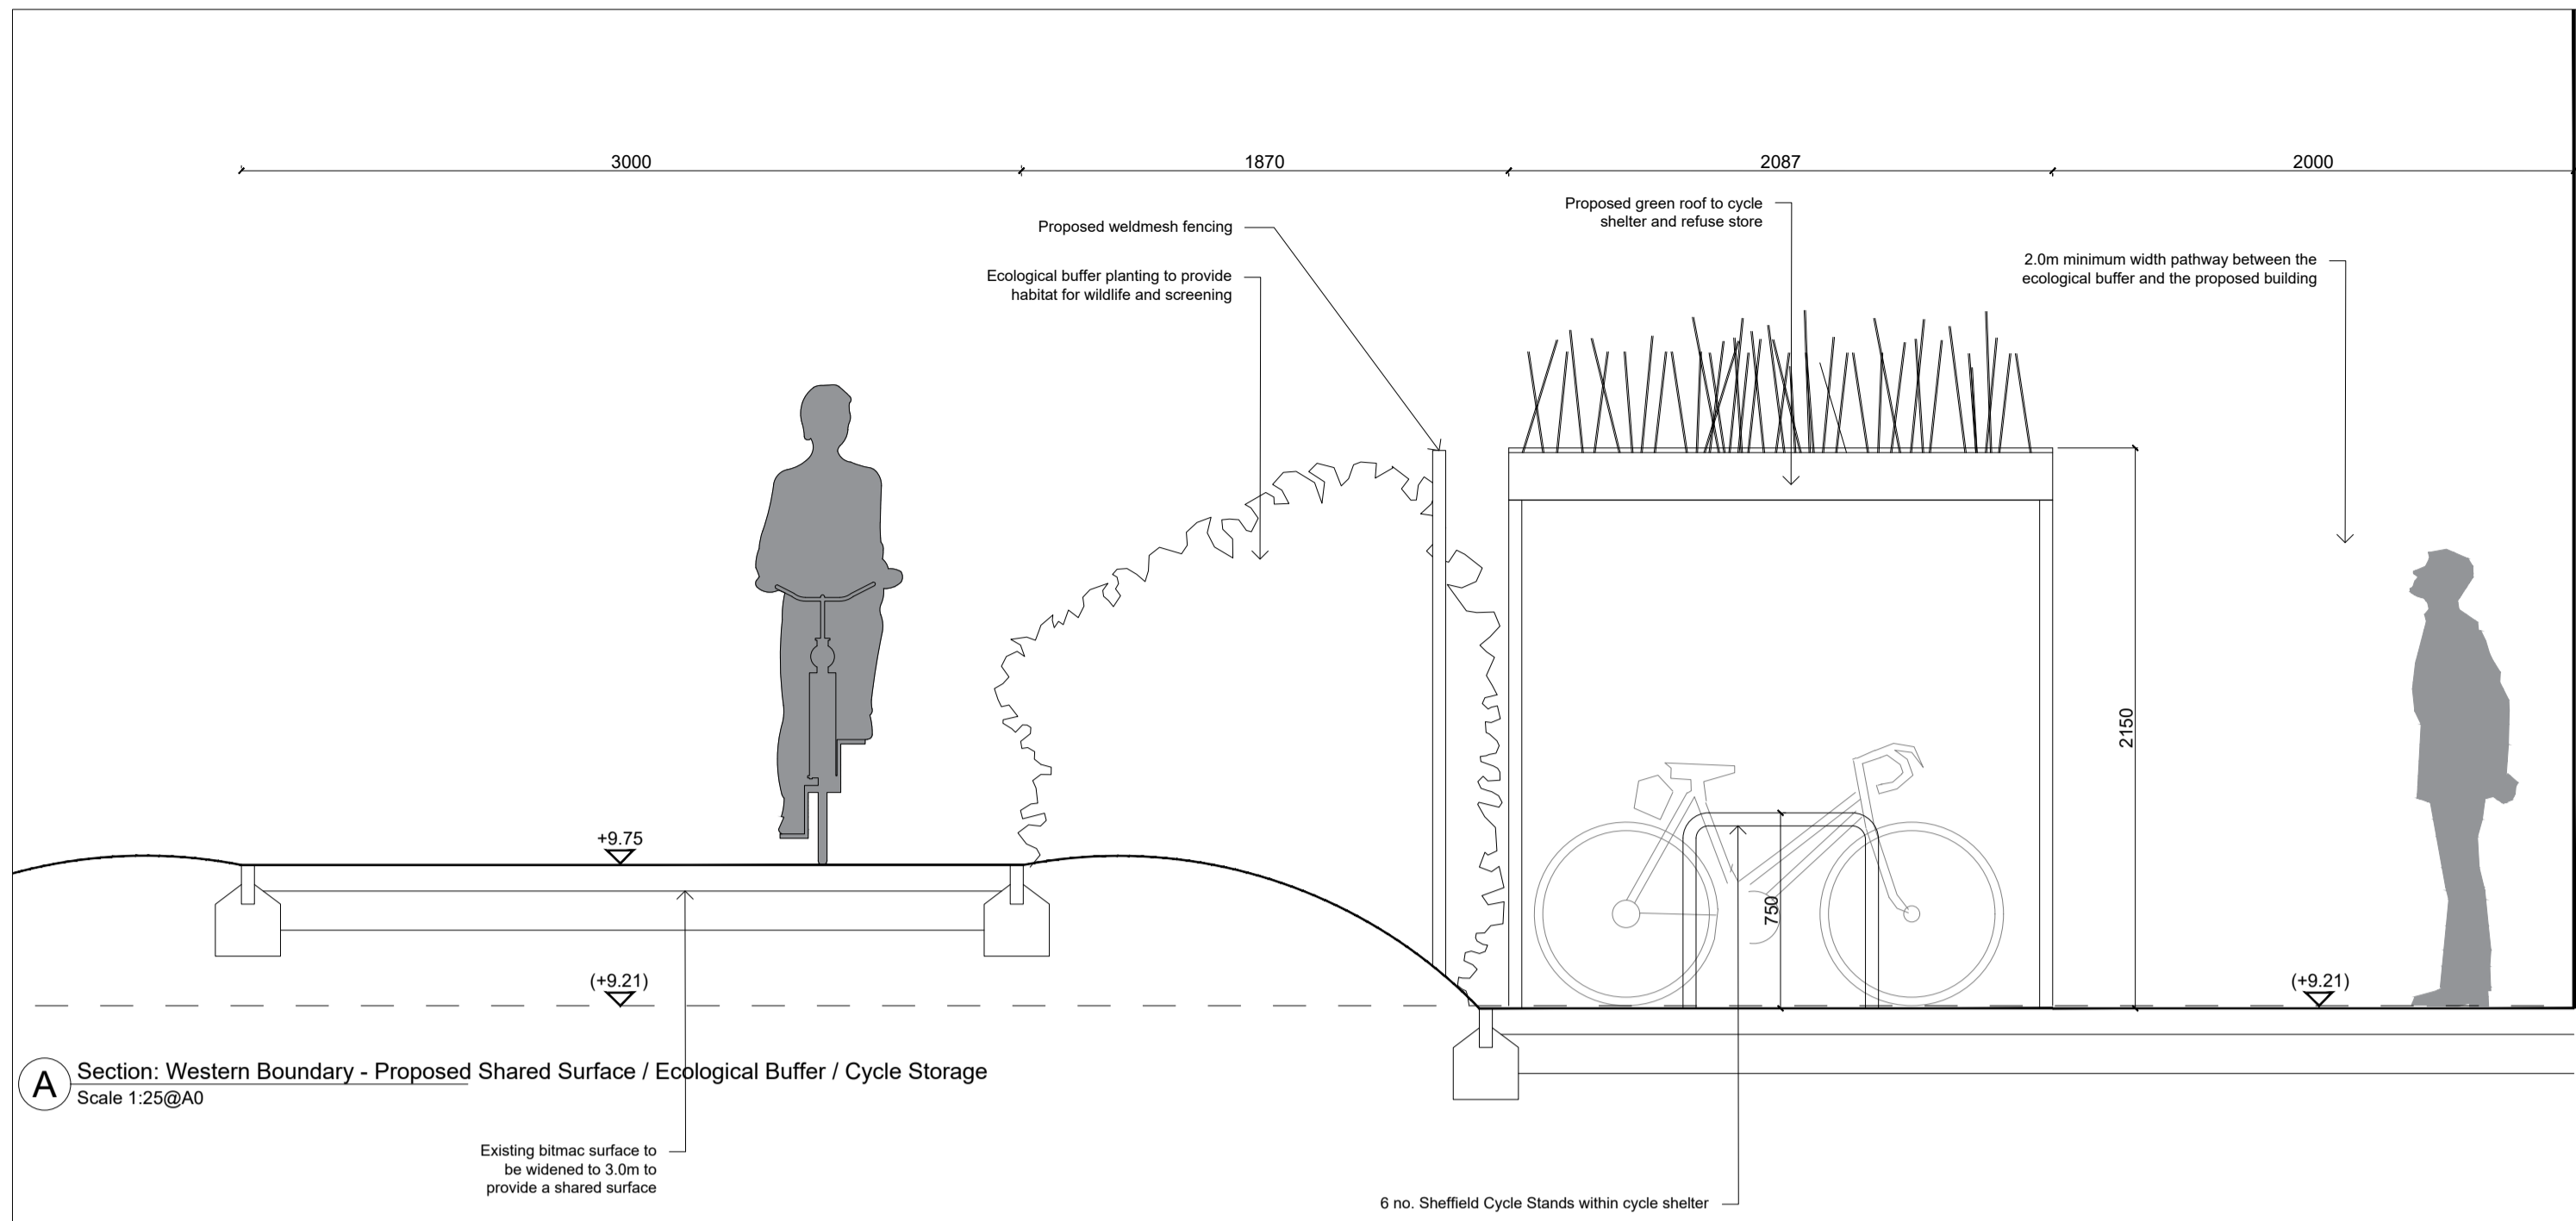 3000
1870
2087
2000
Proposed weldmesh fencing
Ecological buffer planting to provide
habitat for wildlife and screening
Proposed green roof to cycle
shelter and refuse store
2.0m minimum width pathway between the
ecological buffer and the proposed building
2150
750
+9.75
(+9.21)
(+9.21)
A
Section: Western Boundary - Proposed Shared Surface / Ecological Buffer / Cycle Storage
Scale 1:25@A0
Existing bitmac surface to
be widened to 3.0m to
provide a shared surface
6 no. Sheffield Cycle Stands within cycle shelter